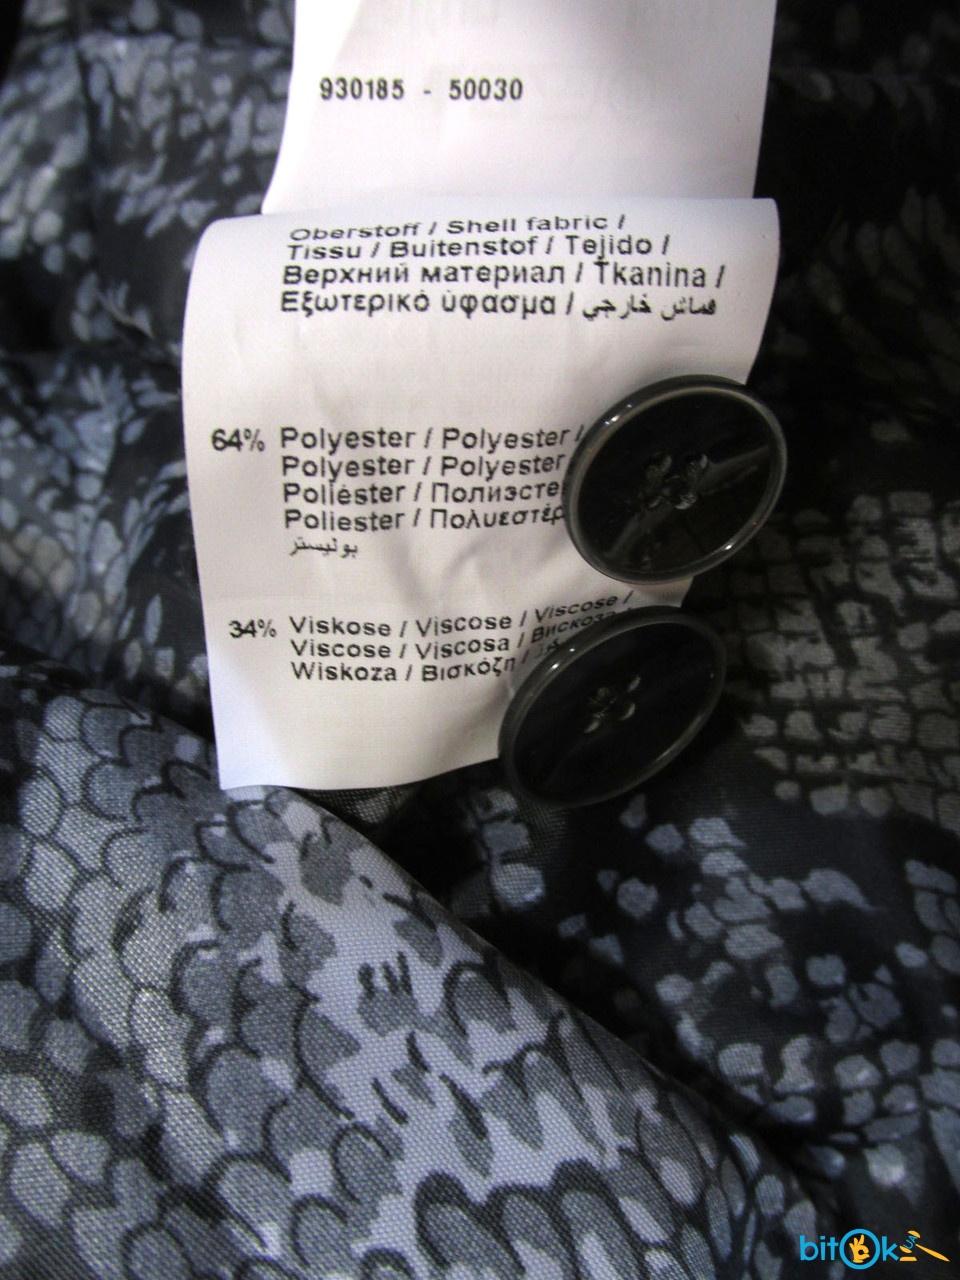 930185 - 50030
Oberstoff / Shell fabric /
Tissu / Buitenstof / Tejido /
Верхний материал / Tkanina /
Εξωτερικό ύφασμα / قماش خارجي
64% Polyester / Polyester /
Polyester / Polyester
Poliéster / Полиэсте
Poliester / Πολυεστέρ
بوليستر
34% Viskose / Viscose / Viscose /
Viscose / Viscosa / Вискоза
Wiskoza / Βισκόζη /
bitOk